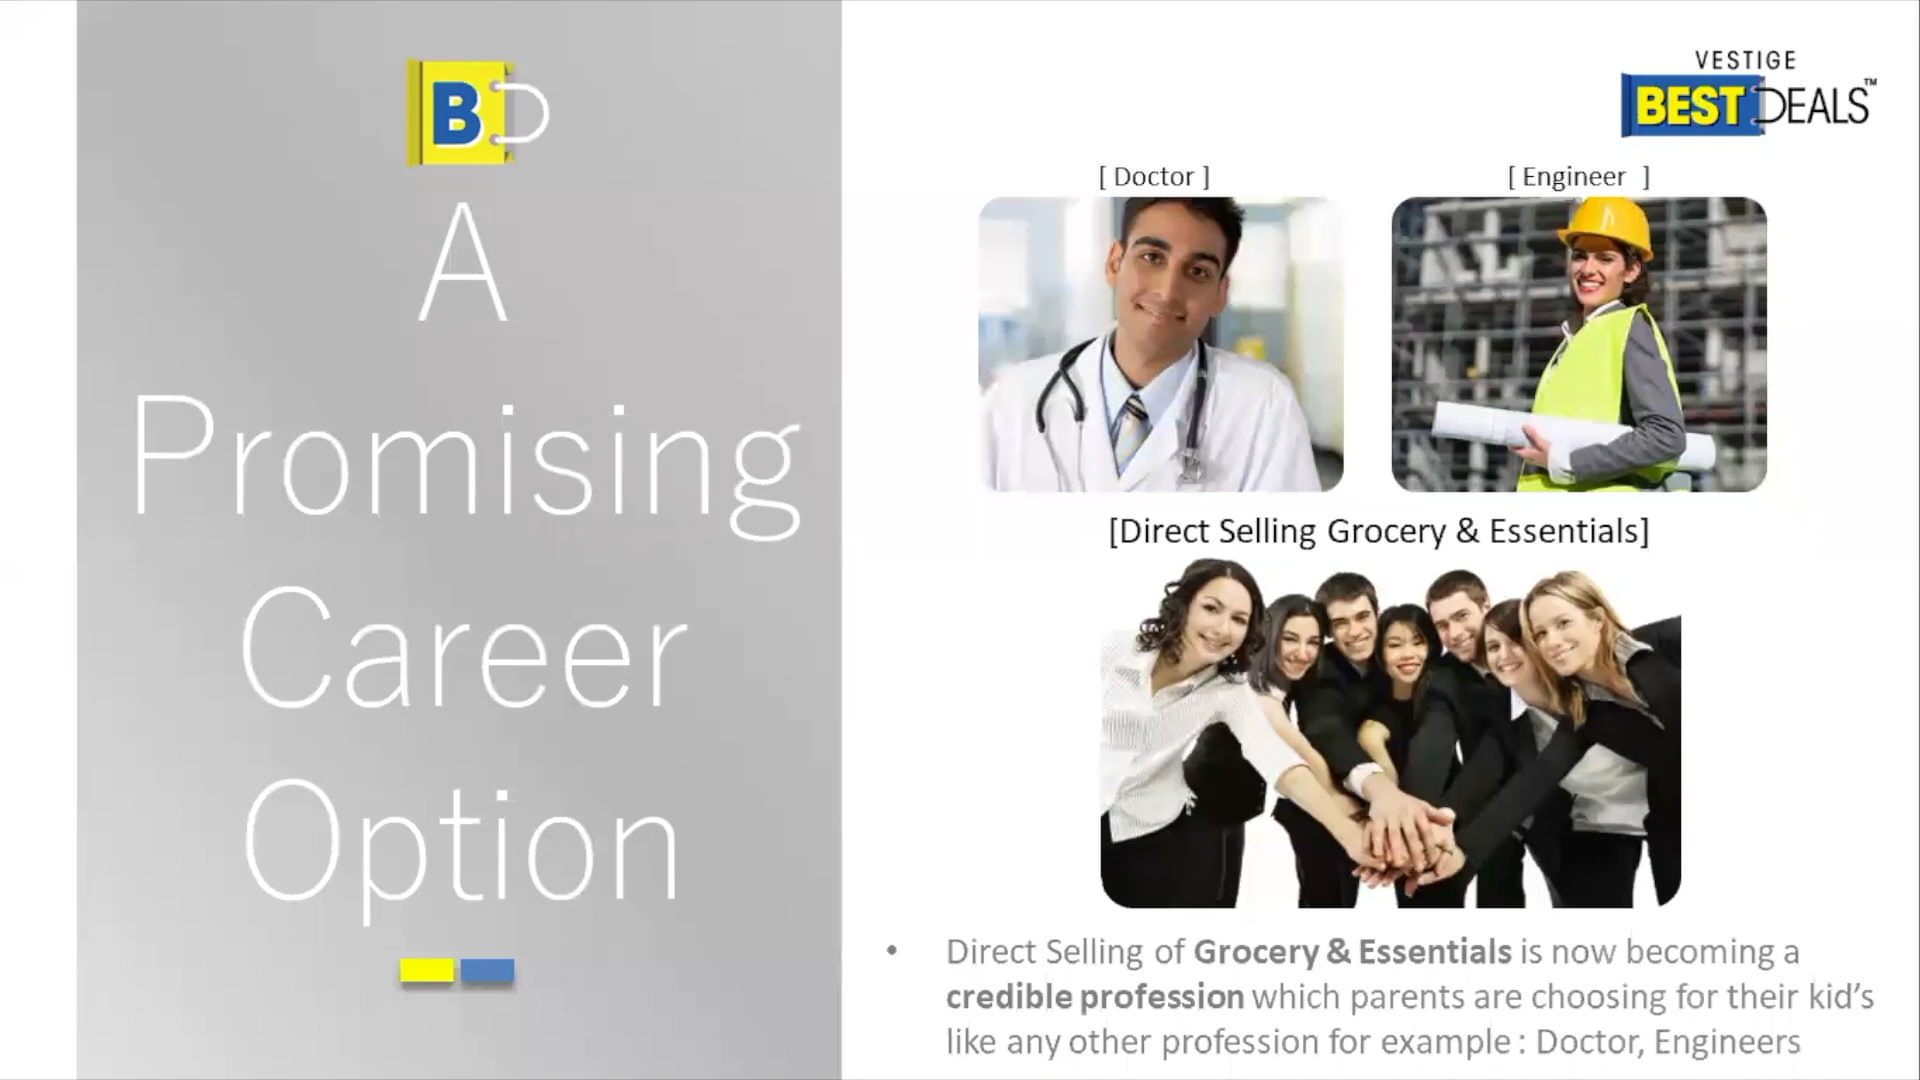 B
A
Promising
Career
Option
VESTIGE
BEST DEALS™
[ Doctor ]
[ Engineer ]
[Direct Selling Grocery & Essentials]
• Direct Selling of Grocery & Essentials is now becoming a
credible profession which parents are choosing for their kid’s
like any other profession for example : Doctor, Engineers